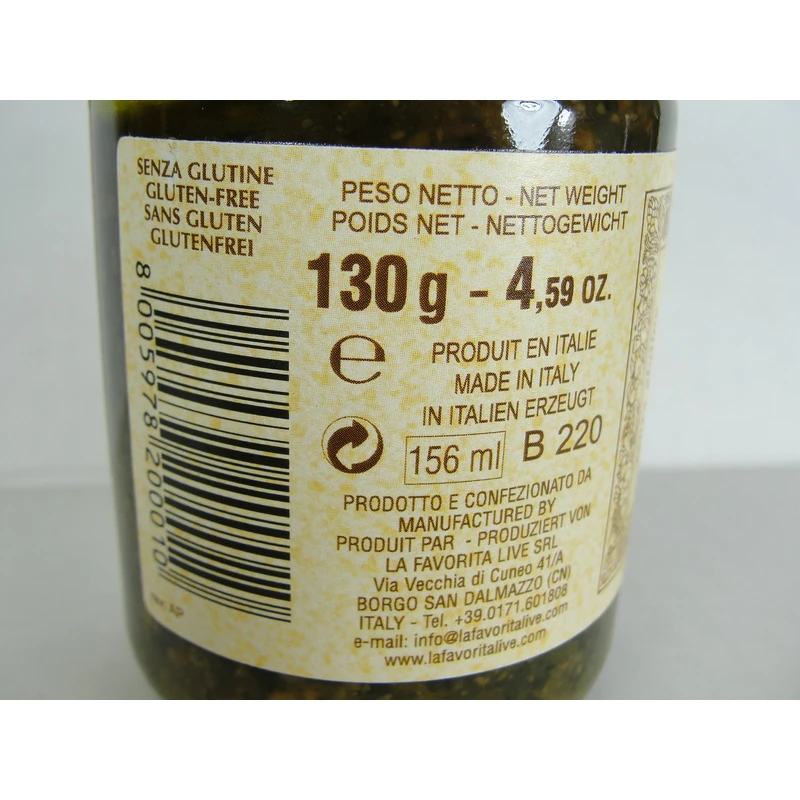 SENZA GLUTINE
GLUTEN-FREE
SANS GLUTEN
GLUTENFREI
8 005978 200010
PESO NETTO - NET WEIGHT
POIDS NET - NETTOGEWICHT
130 g - 4,59 OZ.
e
PRODUIT EN ITALIE
MADE IN ITALY
IN ITALIEN ERZEUGT
156 ml B 220
PRODOTTO E CONFEZIONATO DA
MANUFACTURED BY
PRODUIT PAR - PRODUZIERT VON
LA FAVORITA LIVE SRL
Via Vecchia di Cuneo 41/A
BORGO SAN DALMAZZO (CN)
ITALY - Tel. +39.0171.601808
e-mail: info@lafavoritalive.com
www.lafavoritalive.com